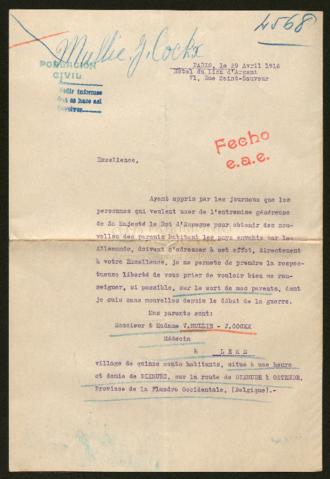 4568
Mullie. J. Cockx
POBLACIÓN
CIVIL
PARIS, le 29 Avril 1916
Hôtel du Lion d'Argent
71, Rue Saint-Sauveur
Pedir informes
Fecho
e.a.e.
Excellence,
Ayant appris par les journaux que les
personnes qui veulent user de l'entremise généreuse
de Sa Majesté le Roi d'Espagne pour obtenir des nou-
velles des parents habitant les pays envahis par les
Allemands, doivent s'adresser à cet effet, directement
à votre Excellence, je me permets de prendre la respec-
tueuse liberté de vous prier de vouloir bien me ren-
seigner, si possible, sur le sort de mes parents, dont
je suis sans nouvelles depuis le début de la guerre.
Mes parents sont:
Monsieur & Madame V.MULLIE - J.COCKX
Médecin
à LEKE
village de quinze cents habitants, situé à une heure
et demie de DIXMUDE, sur la route de DIXMUDE à OSTENDE,
Province de la Flandre Occidentale, (Belgique).-